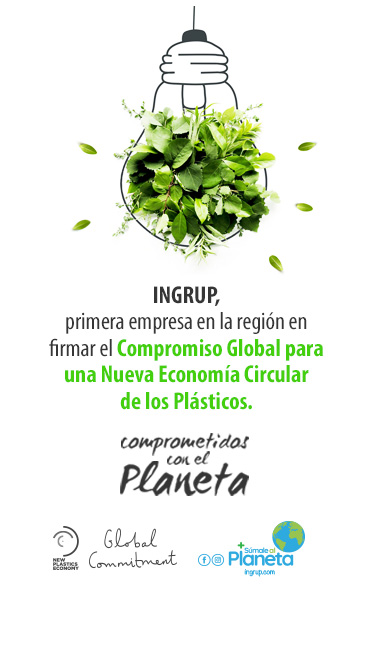 INGRUP,
primera empresa en la región en
firmar el Compromiso Global para
una Nueva Economía Circular
de los Plásticos.
comprometidos
con el
Planeta
NEW
PLASTICS
ECONOMY
Global
Commitment
+
Súmale al
Planeta
ingrup.com